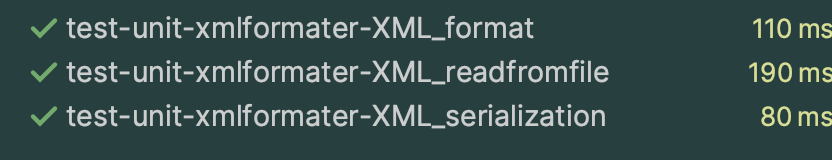 test-unit-xmlformater-XML_format 110 ms
test-unit-xmlformater-XML_readfromfile 190 ms
test-unit-xmlformater-XML_serialization 80 ms